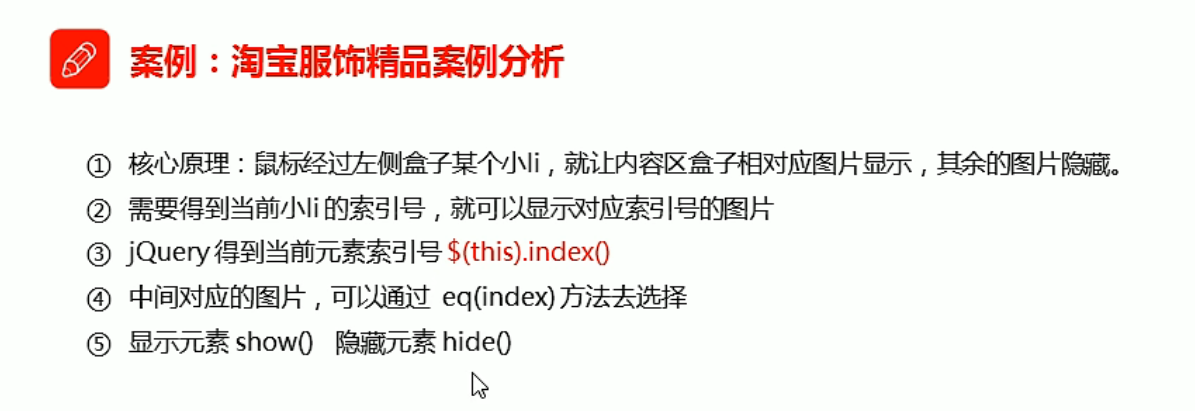 案例：淘宝服饰精品案例分析
① 核心原理：鼠标经过左侧盒子某个小li，就让内容区盒子相对应图片显示，其余的图片隐藏。
② 需要得到当前小li 的索引号，就可以显示对应索引号的图片
③ jQuery 得到当前元素索引号 $(this).index()
④ 中间对应的图片，可以通过 eq(index) 方法去选择
⑤ 显示元素 show() 隐藏元素 hide()